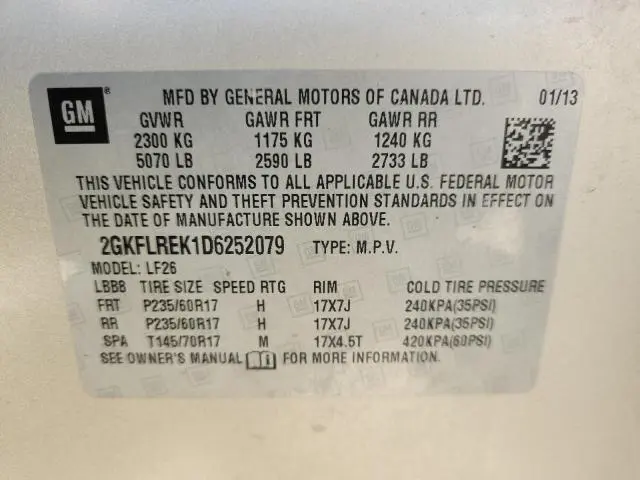 GM
MFD BY GENERAL MOTORS OF CANADA LTD. 01/13
GVWR GAWR FRT GAWR RR
2300 KG 1175 KG 1240 KG
5070 LB 2590 LB 2733 LB
THIS VEHICLE CONFORMS TO ALL APPLICABLE U.S. FEDERAL MOTOR
VEHICLE SAFETY AND THEFT PREVENTION STANDARDS IN EFFECT ON
THE DATE OF MANUFACTURE SHOWN ABOVE.
2GKFLREK1D6252079 TYPE: M.P.V.
MODEL: LF26
LBB8 TIRE SIZE SPEED RTG RIM COLD TIRE PRESSURE
FRT P235/60R17 H 17X7J 240KPA(35PSI)
RR P235/60R17 H 17X7J 240KPA(35PSI)
SPA T145/70R17 M 17X4.5T 420KPA(60PSI)
SEE OWNER'S MANUAL FOR MORE INFORMATION.